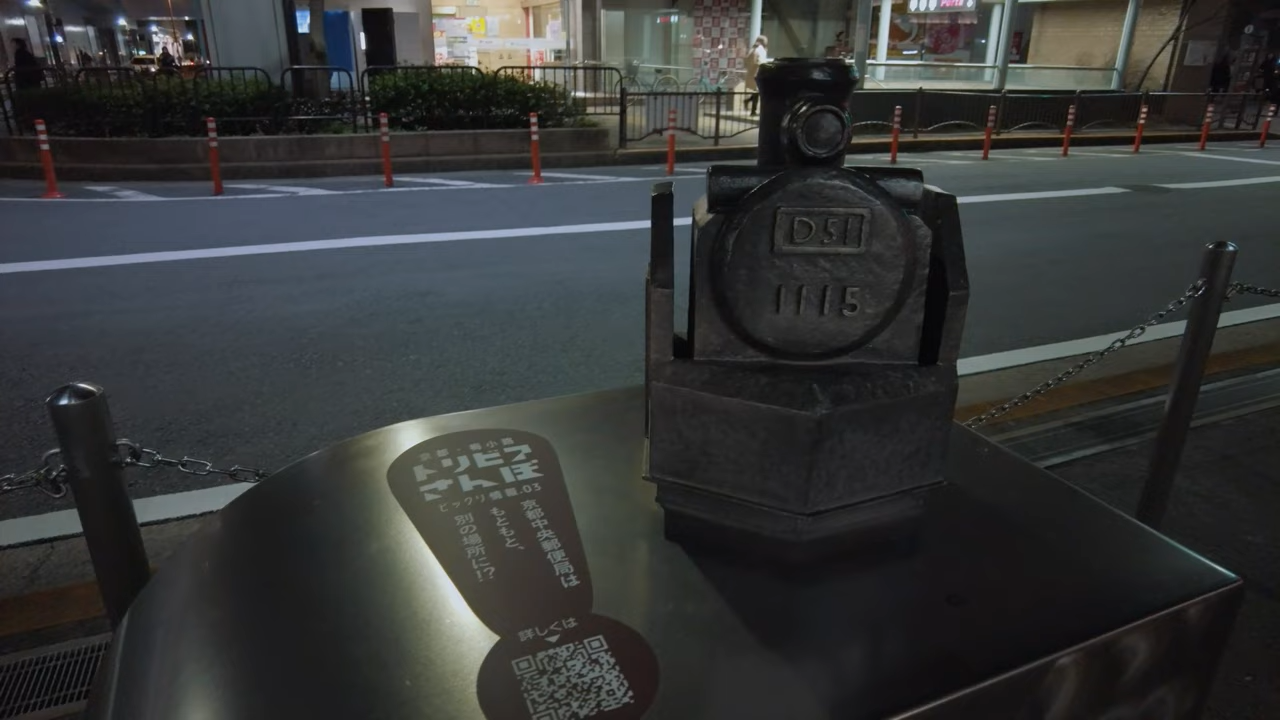 D51
1115
京都・南小路
トリビア
さんぽ
ビックリ情報.03
京都中央郵便局は
もともと、
別の場所に!?
詳しくは
Porta